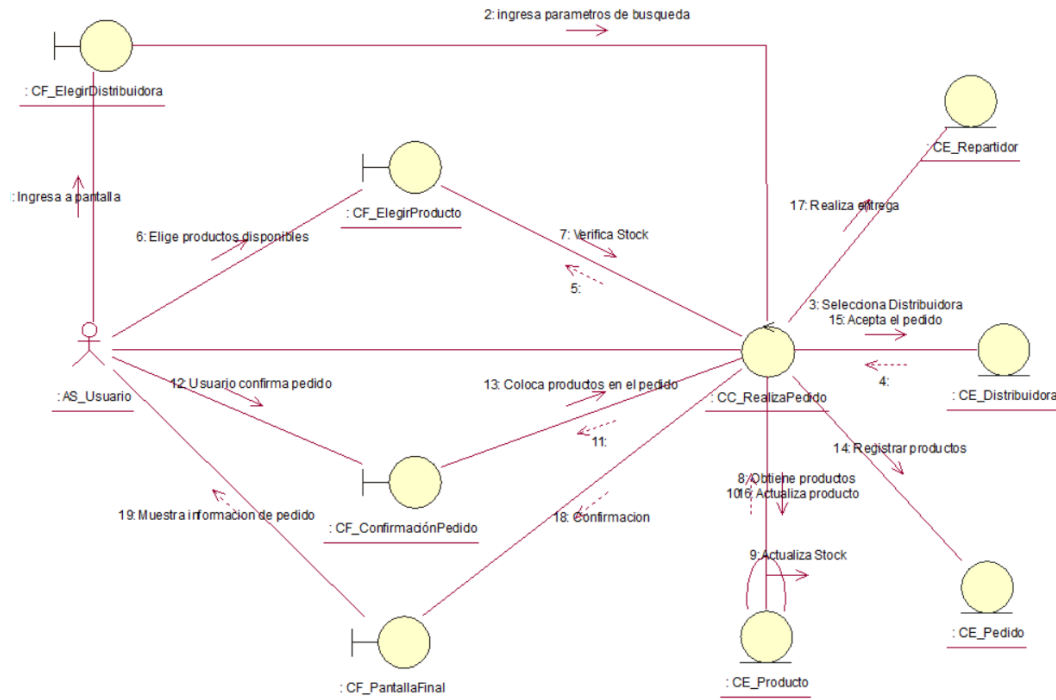 2: ingresa parametros de busqueda
: CF_ElegirDistribuidora
: CE_Repartidor
: Ingresa a pantalla
: CF_ElegirProducto
17: Realiza entrega
6: Elige productos disponibles
7: Verifica Stock
5:
3: Selecciona Distribuidora
15: Acepta el pedido
4:
: AS_Usuario
12: Usuario confirma pedido
13: Coloca productos en el pedido
: CC_RealizaPedido
: CE_Distribuidora
11:
14: Registrar productos
8: Obtiene productos
10:
16: Actualiza producto
19: Muestra informacion de pedido
: CF_ConfirmaciónPedido
18: Confirmacion
9: Actualiza Stock
: CE_Pedido
: CF_PantallaFinal
: CE_Producto